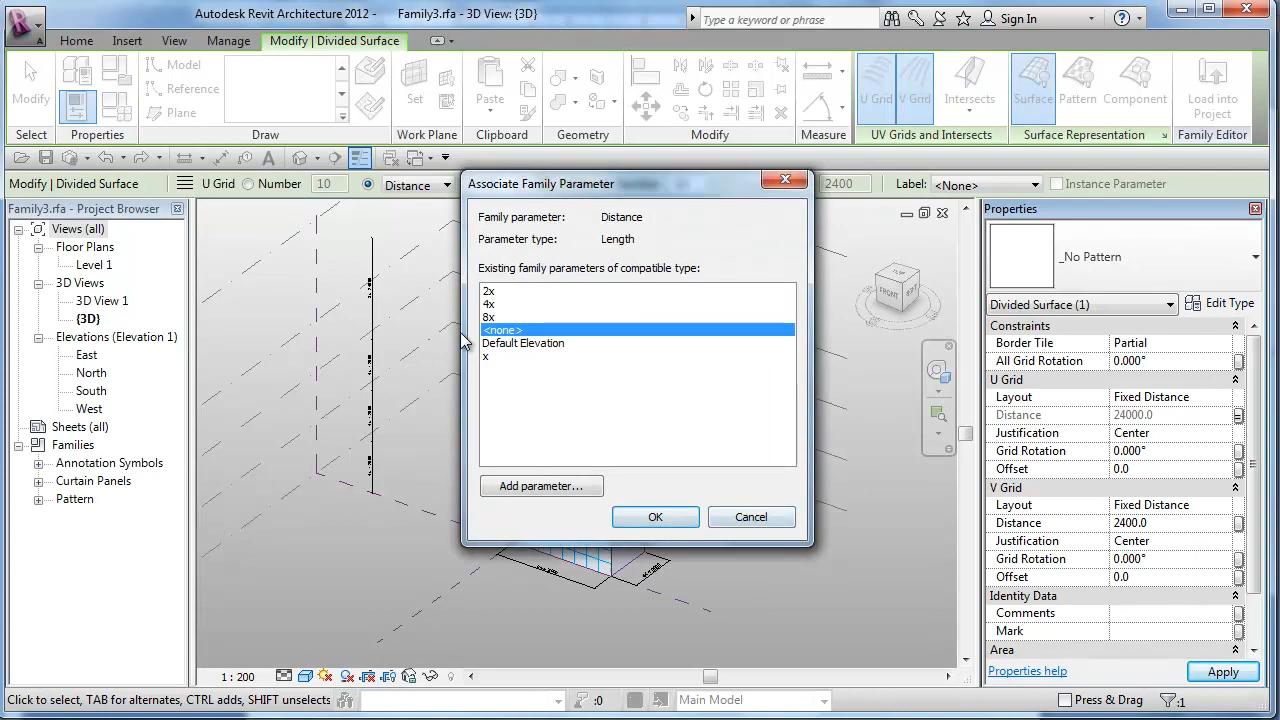 Autodesk Revit Architecture 2012 - Family3.rfa - 3D View: {3D}
Type a keyword or phrase
Sign In
Home Insert View Manage Modify | Divided Surface
Modify
Model
Reference
Plane
Set
Paste
U Grid V Grid Intersects
Surface Pattern Component
Load into
Project
Select Properties Draw Work Plane Clipboard Geometry Modify Measure UV Grids and Intersects Surface Representation Family Editor
Modify | Divided Surface U Grid Number 10 Distance 2400 Label: <None> Instance Parameter
Family3.rfa - Project Browser
Views (all)
Floor Plans
Level 1
3D Views
3D View 1
{3D}
Elevations (Elevation 1)
East
North
South
West
Sheets (all)
Families
Annotation Symbols
Curtain Panels
Pattern
Associate Family Parameter
Family parameter: Distance
Parameter type: Length
Existing family parameters of compatible type:
2x
4x
8x
<none>
Default Elevation
x
Add parameter...
OK Cancel
FRONT
Properties
_No Pattern
Divided Surface (1) Edit Type
Constraints
Border Tile Partial
All Grid Rotation 0.000°
U Grid
Layout Fixed Distance
Distance 24000.0
Justification Center
Grid Rotation 0.000°
Offset 0.0
V Grid
Layout Fixed Distance
Distance 2400.0
Justification Center
Grid Rotation 0.000°
Offset 0.0
Identity Data
Comments
Mark
Area
Properties help Apply
1 : 200
Click to select, TAB for alternates, CTRL adds, SHIFT unselects :0 Main Model Press & Drag :1